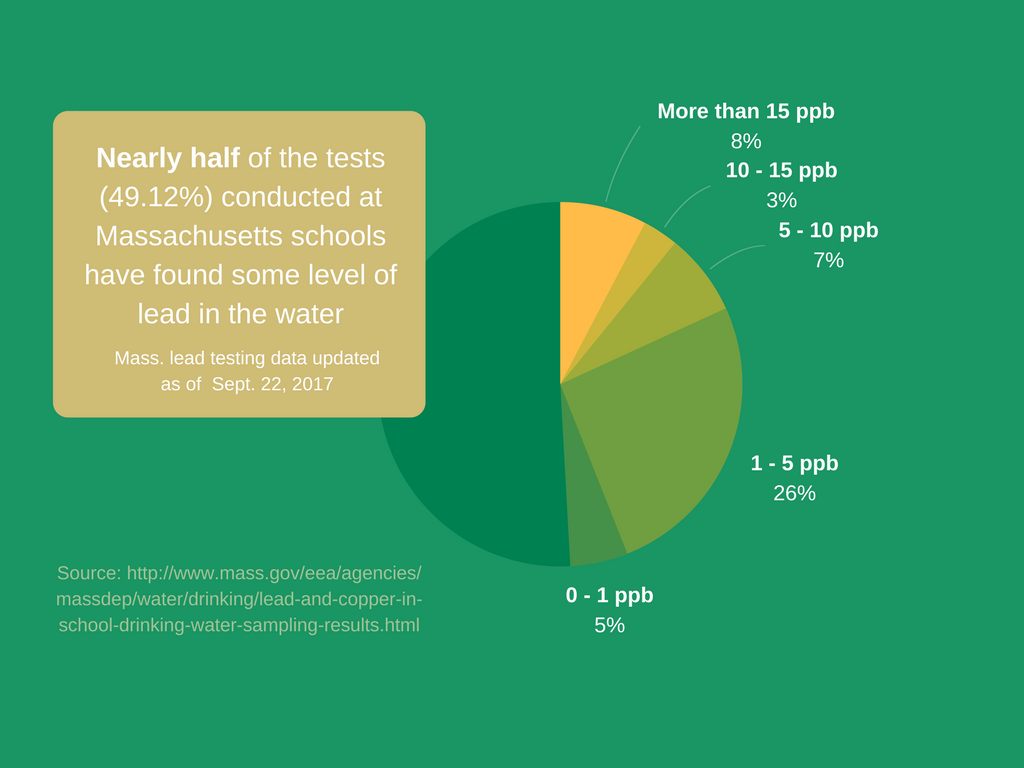 Nearly half of the tests
(49.12%) conducted at
Massachusetts schools
have found some level of
lead in the water
Mass. lead testing data updated
as of  Sept. 22, 2017
More than 15 ppb
8%
10 - 15 ppb
3%
5 - 10 ppb
7%
1 - 5 ppb
26%
0 - 1 ppb
5%
Source: http://www.mass.gov/eea/agencies/
massdep/water/drinking/lead-and-copper-in-
school-drinking-water-sampling-results.html